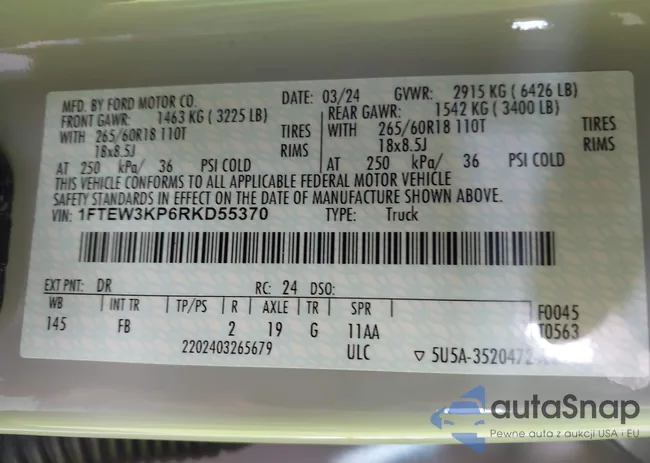 MFD. BY FORD MOTOR CO. DATE: 03/24 GVWR: 2915 KG ( 6426 LB)
FRONT GAWR: 1463 KG ( 3225 LB) REAR GAWR: 1542 KG ( 3400 LB)
WITH 265/60R18 110T TIRES WITH 265/60R18 110T TIRES
18x8.5J RIMS 18x8.5J RIMS
AT 250 kPa/ 36 PSI COLD AT 250 kPa/ 36 PSI COLD
THIS VEHICLE CONFORMS TO ALL APPLICABLE FEDERAL MOTOR VEHICLE
SAFETY STANDARDS IN EFFECT ON THE DATE OF MANUFACTURE SHOWN ABOVE.
VIN: 1FTEW3KP6RKD55370 TYPE: Truck
EXT PNT: DR RC: 24 DSO:
WB INT TR TP/PS R AXLE TR SPR F0045
145 FB 2 19 G 11AA T0563
2202403265679 ULC ▽ 5U5A-3520472
autaSnap
Pewne auta z aukcji USA i EU